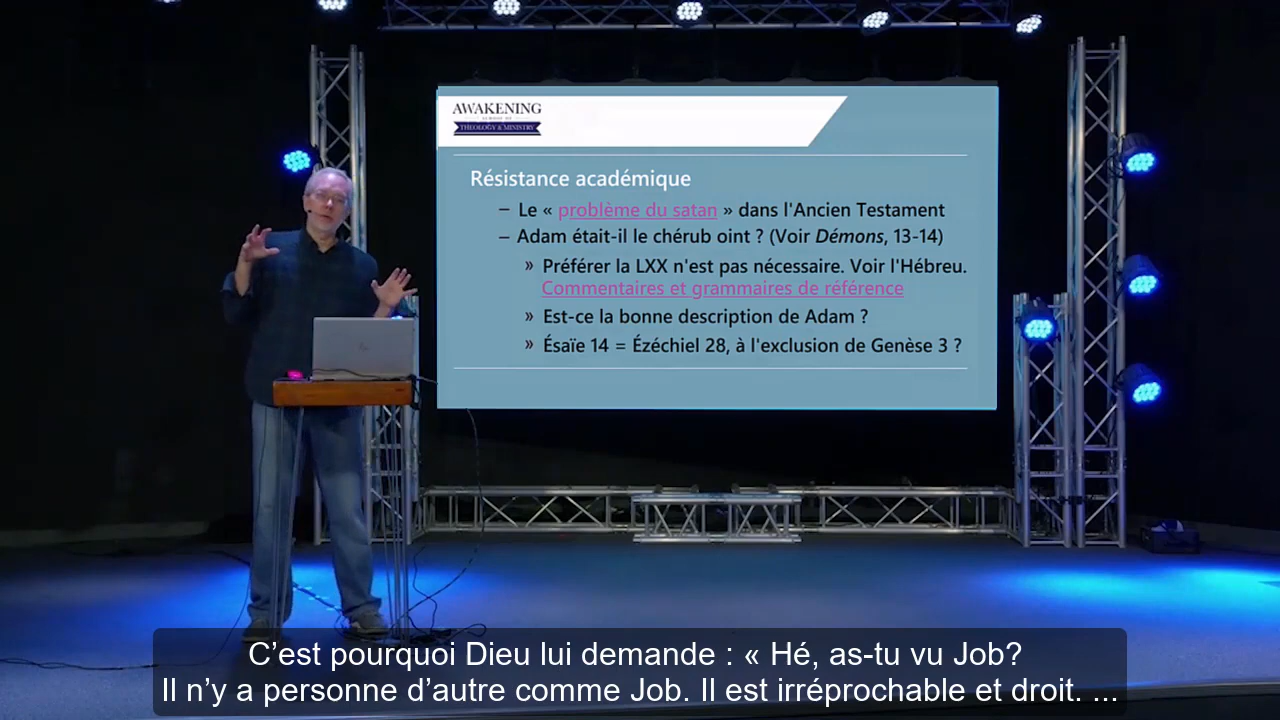 AWAKENING
SCHOOL OF
THEOLOGY & MINISTRY
Résistance académique
– Le « problème du satan » dans l'Ancien Testament
– Adam était-il le chérub oint ? (Voir Démons, 13-14)
» Préférer la LXX n'est pas nécessaire. Voir l'Hébreu.
Commentaires et grammaires de référence
» Est-ce la bonne description de Adam ?
» Ésaïe 14 = Ézéchiel 28, à l'exclusion de Genèse 3 ?
C’est pourquoi Dieu lui demande : « Hé, as-tu vu Job?
Il n’y a personne d’autre comme Job. Il est irréprochable et droit. ...